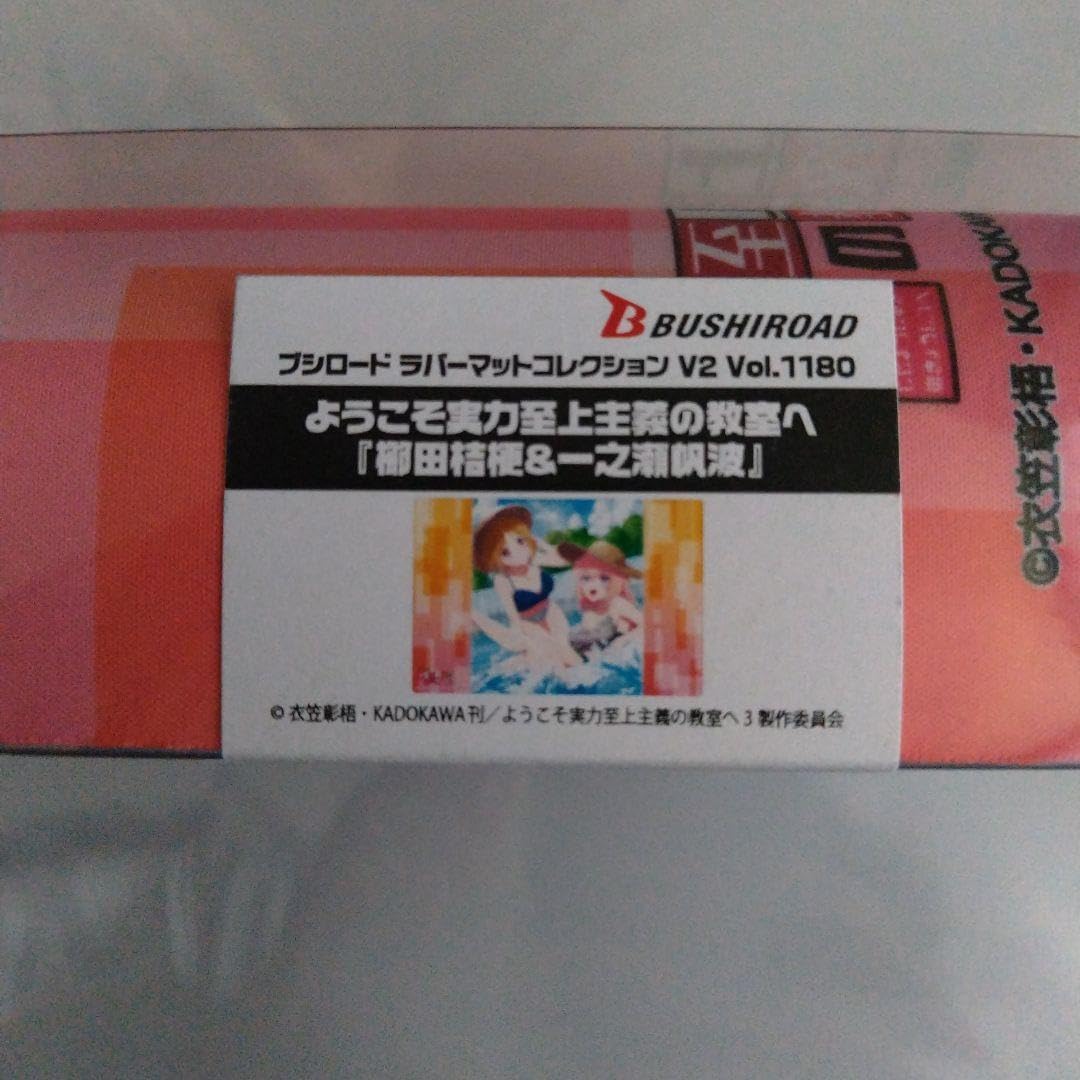 BUSHIROAD
ブシロード ラバーマットコレクション V2 Vol.1180
ようこそ実力至上主義の教室へ
『櫛田桔梗&一之瀬帆波』
©衣笠彰梧・KADOKAWA刊／ようこそ実力至上主義の教室へ3製作委員会
の
©衣笠彰梧・KADOKA